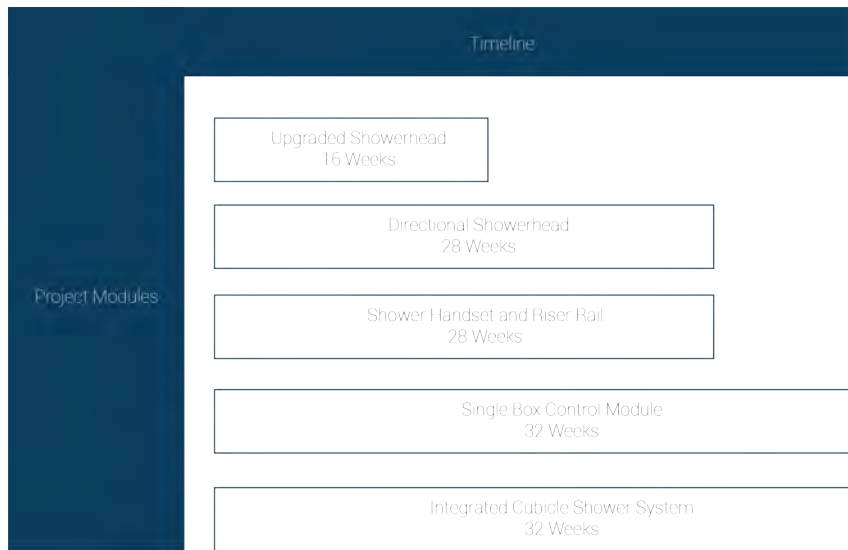 Timeline
Upgraded Showerhead
16 Weeks
Directional Showerhead
28 Weeks
Project Modules
Shower Handset and Riser Rail
28 Weeks
Single Box Control Module
32 Weeks
Integrated Cubicle Shower System
32 Weeks